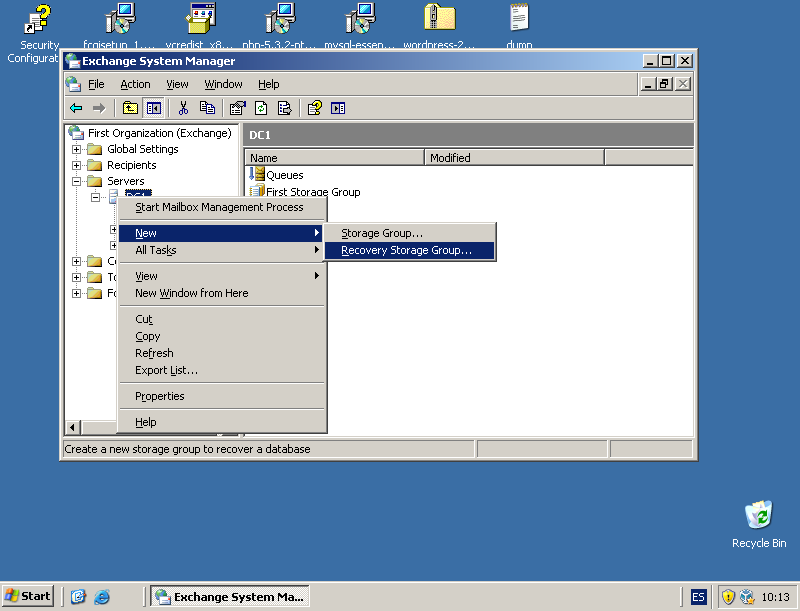 Security
Configurat
fcgisetup_1....
vcredist_x8...
php-5.3.2-nt...
mysql-essen...
wordpress-2...
dump
Exchange System Manager
File Action View Window Help
First Organization (Exchange)
Global Settings
Recipients
Servers
DC1
Name Modified
Queues
First Storage Group
Start Mailbox Management Process
New
All Tasks
View
New Window from Here
Cut
Copy
Refresh
Export List...
Properties
Help
Storage Group...
Recovery Storage Group...
Create a new storage group to recover a database
Recycle Bin
Start
Exchange System Ma...
ES
10:13